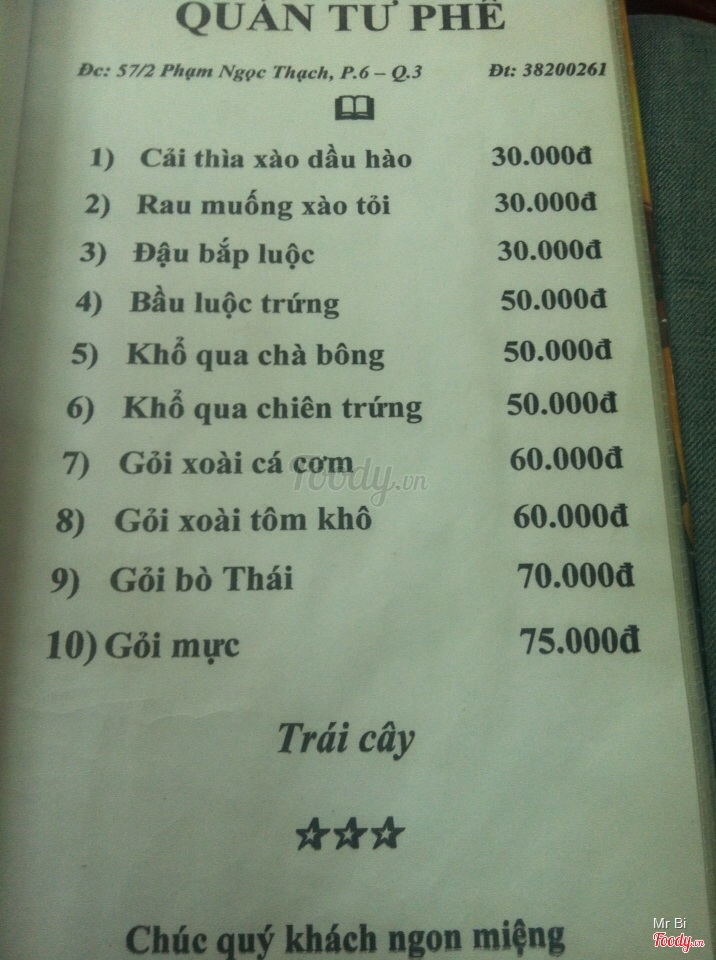 QUÁN TƯ PHÊ
Đc: 57/2 Phạm Ngọc Thạch, P.6 – Q.3 Đt: 38200261
1) Cải thìa xào dầu hào 30.000đ
2) Rau muống xào tỏi 30.000đ
3) Đậu bắp luộc 30.000đ
4) Bầu luộc trứng 50.000đ
5) Khổ qua chà bông 50.000đ
6) Khổ qua chiên trứng 50.000đ
7) Gỏi xoài cá cơm 60.000đ
Foody.vn
8) Gỏi xoài tôm khô 60.000đ
9) Gỏi bò Thái 70.000đ
10) Gỏi mực 75.000đ
Trái cây
Chúc quý khách ngon miệng
Mr Bi
Foody.vn